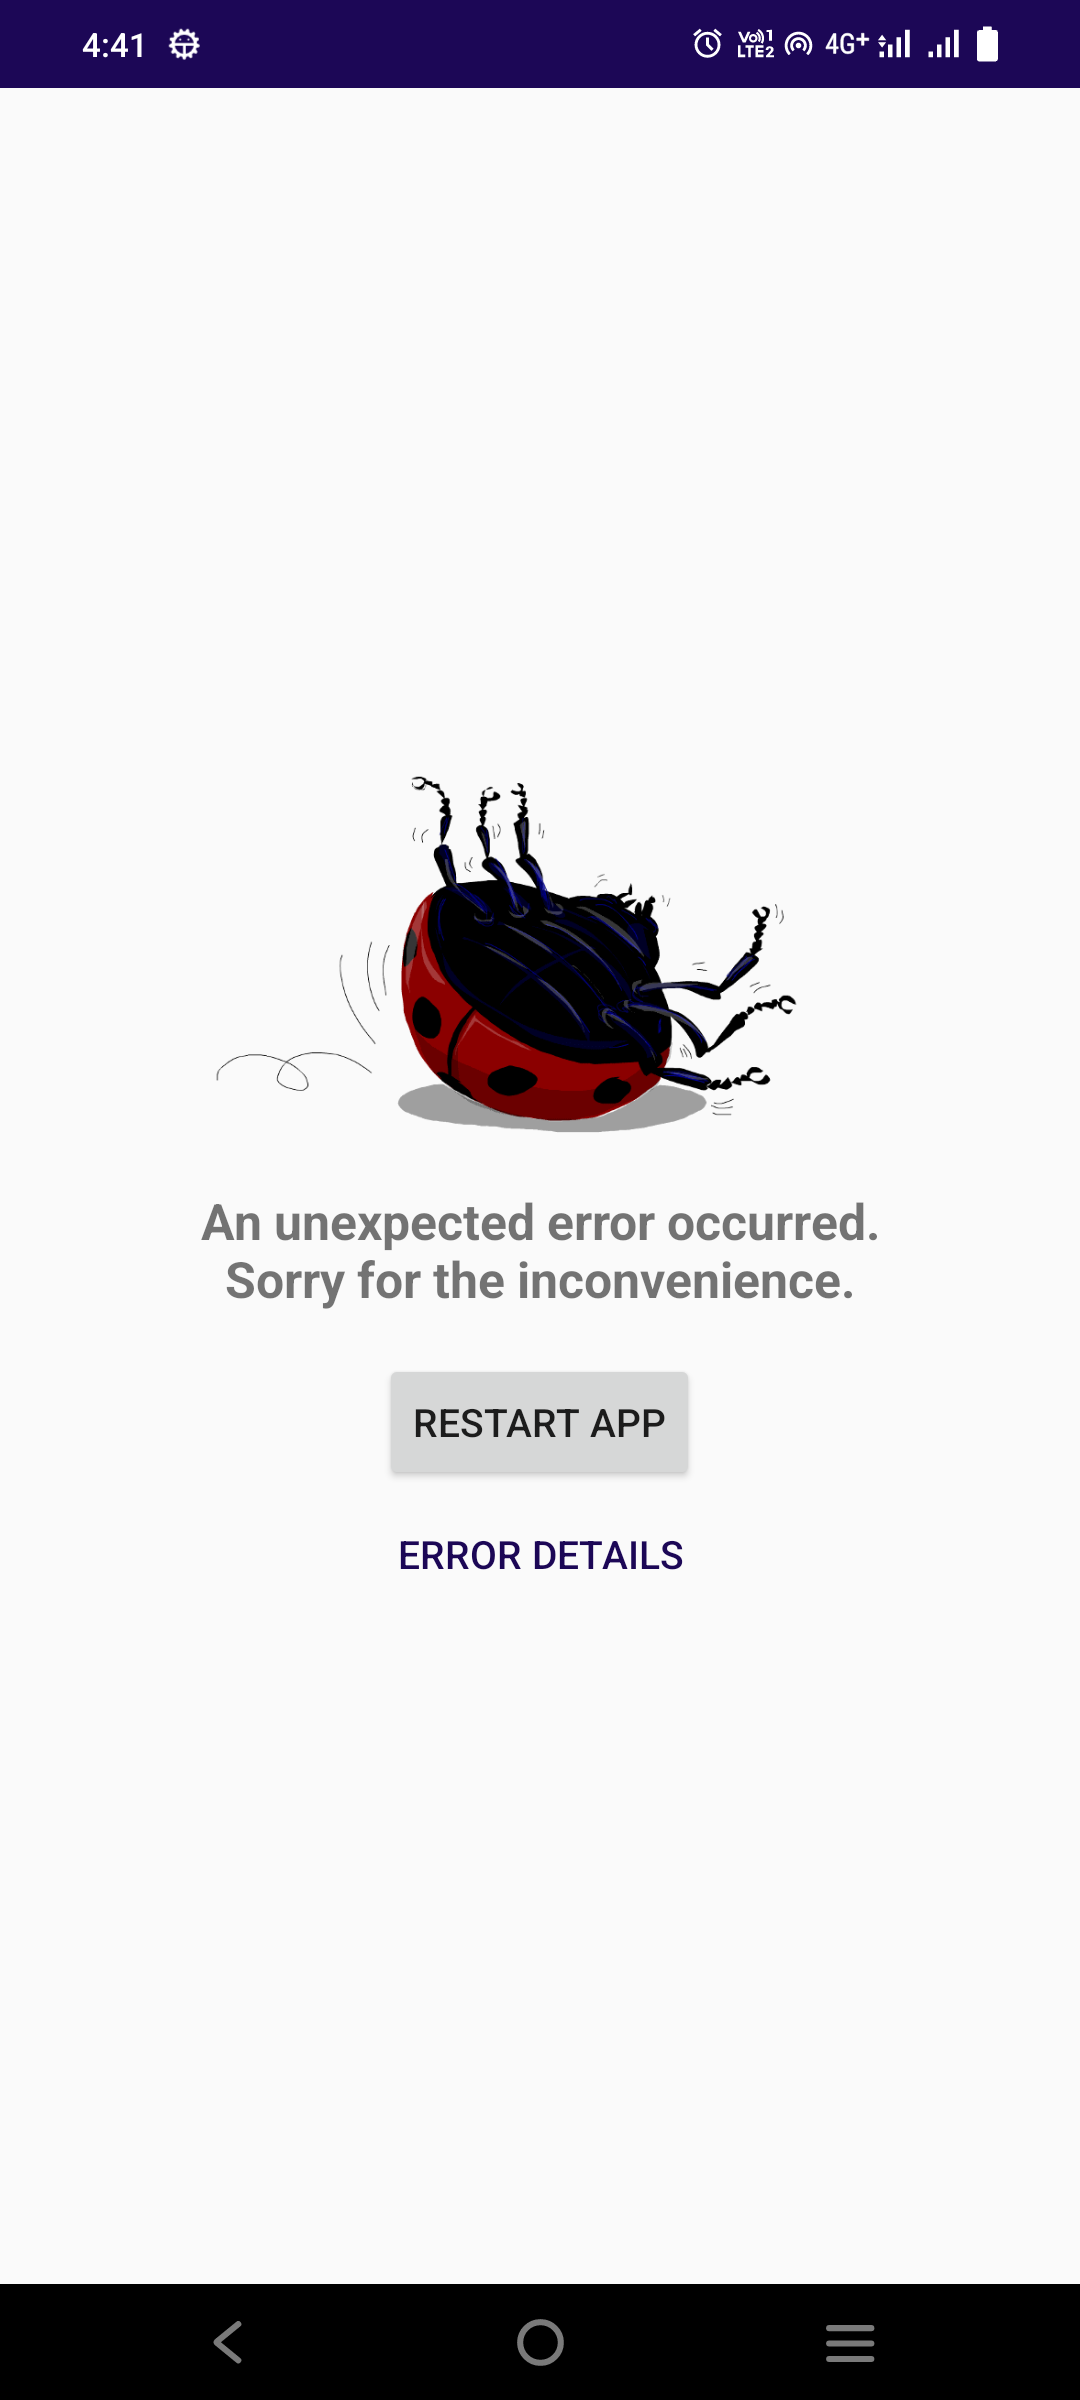 4:41
Vo)) 1
LTE2
4G+
An unexpected error occurred.
Sorry for the inconvenience.
RESTART APP
ERROR DETAILS